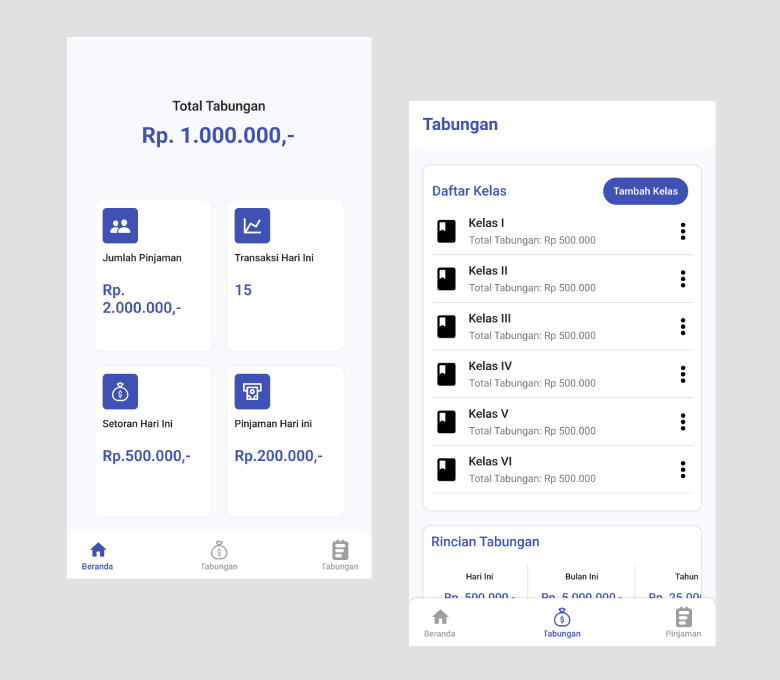 Total Tabungan
Rp. 1.000.000,-
Jumlah Pinjaman
Rp.
2.000.000,-
Transaksi Hari Ini
15
Setoran Hari Ini
Rp.500.000,-
Pinjaman Hari ini
Rp.200.000,-
Beranda
Tabungan
Tabungan
Tabungan
Daftar Kelas
Tambah Kelas
Kelas I
Total Tabungan: Rp 500.000
Kelas II
Total Tabungan: Rp 500.000
Kelas III
Total Tabungan: Rp 500.000
Kelas IV
Total Tabungan: Rp 500.000
Kelas V
Total Tabungan: Rp 500.000
Kelas VI
Total Tabungan: Rp 500.000
Rincian Tabungan
Hari Ini
Bulan Ini
Tahun
Rp. 500.000,-
Rp. 5.000.000,-
Beranda
Tabungan
Pinjaman